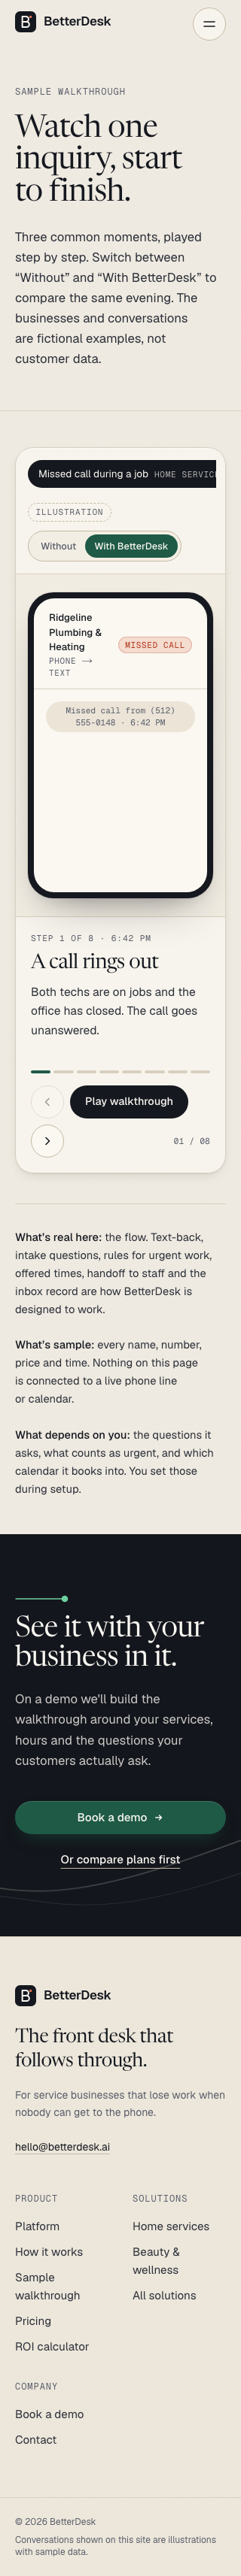 B BetterDesk
SAMPLE WALKTHROUGH
Watch one
inquiry, start
to finish.
Three common moments, played
step by step. Switch between
“Without” and “With BetterDesk” to
compare the same evening. The
businesses and conversations
are fictional examples, not
customer data.
Missed call during a job HOME SERVIC
ILLUSTRATION
Without With BetterDesk
Ridgeline
Plumbing &
Heating
PHONE →
TEXT
MISSED CALL
Missed call from (512)
555-0148 · 6:42 PM
STEP 1 OF 8 · 6:42 PM
A call rings out
Both techs are on jobs and the
office has closed. The call goes
unanswered.
Play walkthrough
01 / 08
What’s real here: the flow. Text-back,
intake questions, rules for urgent work,
offered times, handoff to staff and the
inbox record are how BetterDesk is
designed to work.
What’s sample: every name, number,
price and time. Nothing on this page
is connected to a live phone line
or calendar.
What depends on you: the questions it
asks, what counts as urgent, and which
calendar it books into. You set those
during setup.
See it with your
business in it.
On a demo we’ll build the
walkthrough around your services,
hours and the questions your
customers actually ask.
Book a demo →
Or compare plans first
B BetterDesk
The front desk that
follows through.
For service businesses that lose work when
nobody can get to the phone.
hello@betterdesk.ai
PRODUCT
Platform
How it works
Sample
walkthrough
Pricing
ROI calculator
SOLUTIONS
Home services
Beauty &
wellness
All solutions
COMPANY
Book a demo
Contact
© 2026 BetterDesk
Conversations shown on this site are illustrations
with sample data.